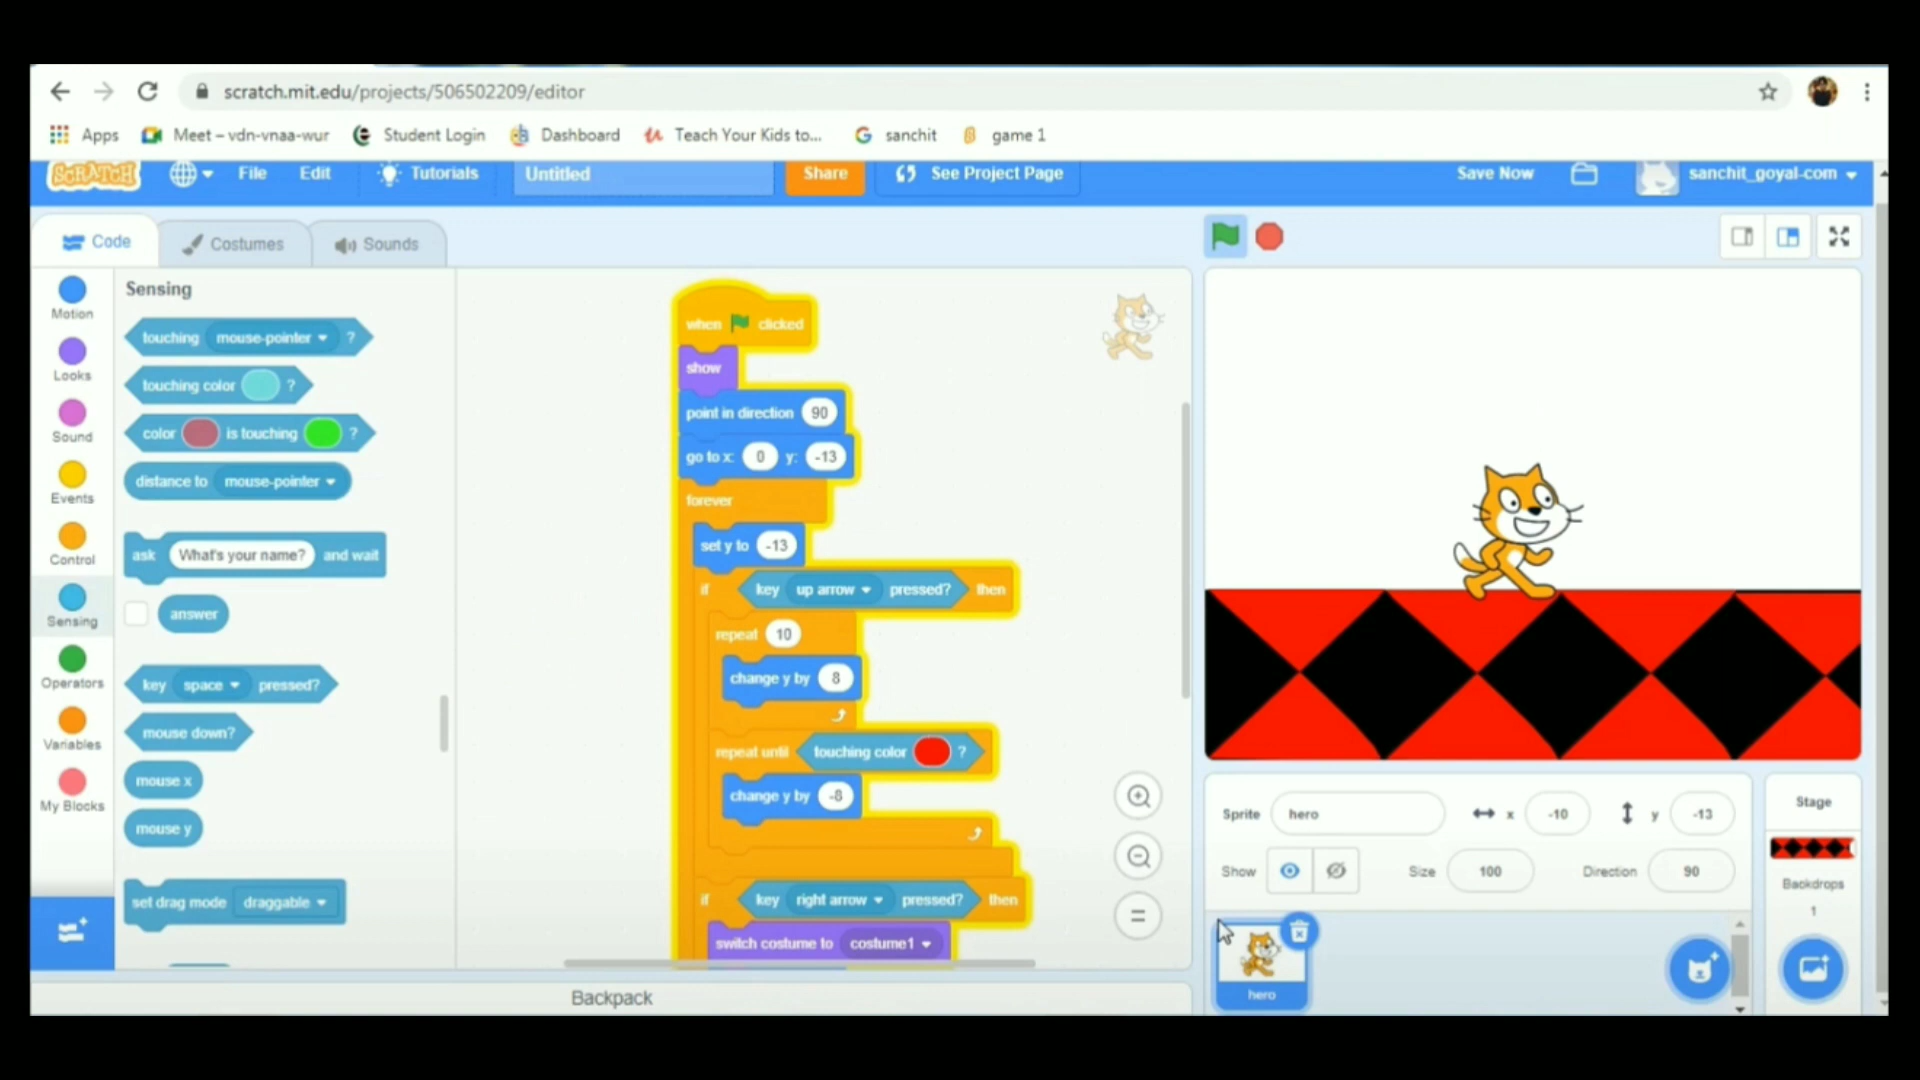 scratch.mit.edu/projects/506502209/editor
Apps Meet – vdn-vnaa-wur Student Login Dashboard Teach Your Kids to... sanchit game 1
SCRATCH File Edit Tutorials Untitled Share See Project Page Save Now sanchit_goyal-com
Code Costumes Sounds
Motion
Looks
Sound
Events
Control
Sensing
Operators
Variables
My Blocks
Sensing
touching mouse-pointer ?
touching color ?
color is touching ?
distance to mouse-pointer
ask What's your name? and wait
answer
key space pressed?
mouse down?
mouse x
mouse y
set drag mode draggable
when clicked
show
point in direction 90
go to x: 0 y: -13
forever
set y to -13
if key up arrow pressed? then
repeat 10
change y by 8
repeat until touching color ?
change y by -8
if key right arrow pressed? then
switch costume to costume1
Backpack
Sprite hero x -10 y -13
Show Size 100 Direction 90
hero
Stage
Backdrops
1